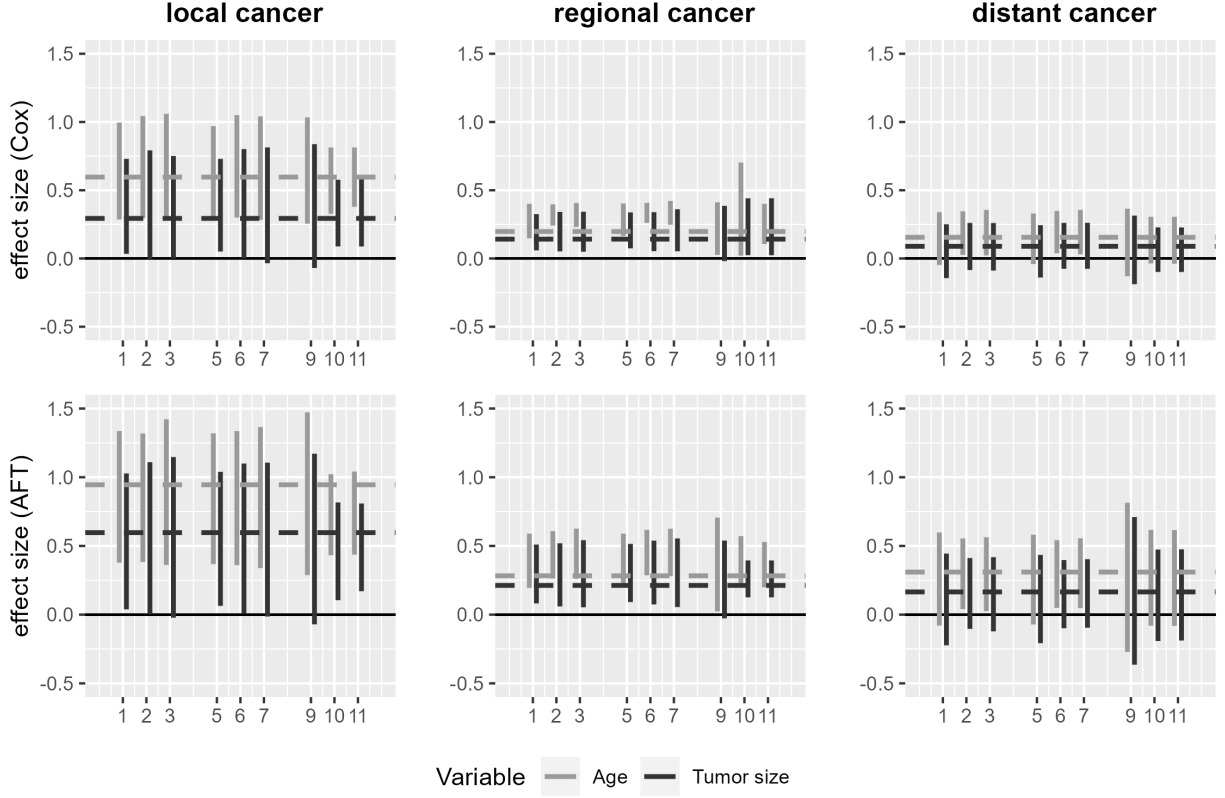 local cancer regional cancer distant cancer
effect size (Cox)
1.5 1.5 1.5
1.0 1.0 1.0
0.5 0.5 0.5
0.0 0.0 0.0
-0.5 -0.5 -0.5
1 2 3 5 6 7 9 10 11 1 2 3 5 6 7 9 10 11 1 2 3 5 6 7 9 10 11
effect size (AFT)
1.5 1.5 1.5
1.0 1.0 1.0
0.5 0.5 0.5
0.0 0.0 0.0
-0.5 -0.5 -0.5
1 2 3 5 6 7 9 10 11 1 2 3 5 6 7 9 10 11 1 2 3 5 6 7 9 10 11
Variable Age Tumor size